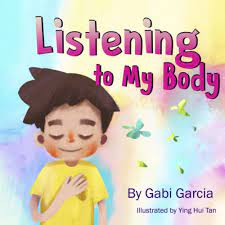 Listening
to My Body
By Gabi Garcia
Illustrated by Ying Hui Tan